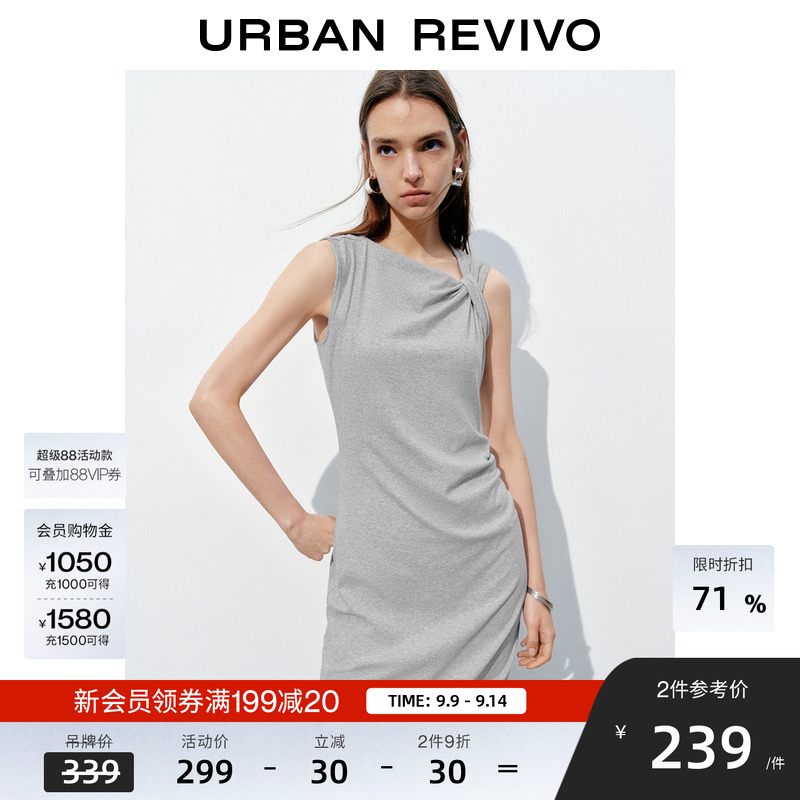 URBAN REVIVO
超级88活动款
可叠加88VIP券
会员购物金
¥1050
充1000可得
¥1580
充1500可得
限时折扣
71 %
新会员领券满199减20
TIME: 9.9 - 9.14
2件参考价
¥ 239 /件
吊牌价 活动价 立减 2件9折
339 299 - 30 - 30 =